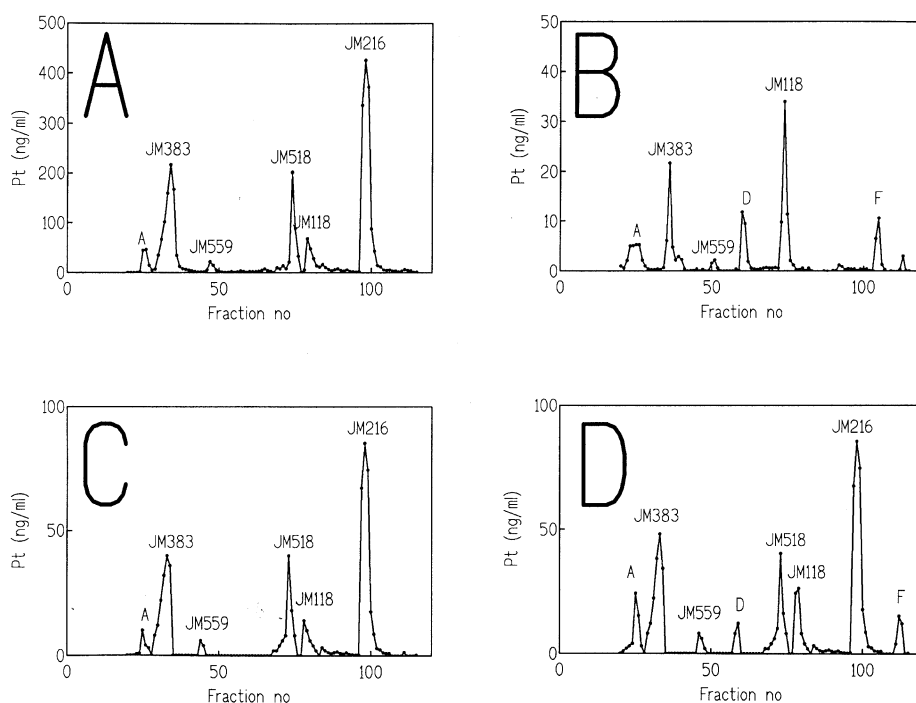 A
Pt (ng/ml)
500
400
300
200
100
0
0
50
100
Fraction no
A
JM383
JM559
JM518
JM118
JM216
B
Pt (ng/ml)
50
40
30
20
10
0
0
50
100
Fraction no
A
JM383
JM559
D
JM118
F
C
Pt (ng/ml)
100
50
0
0
50
100
Fraction no
A
JM383
JM559
JM518
JM118
JM216
D
Pt (ng/ml)
100
50
0
0
50
100
Fraction no
A
JM383
JM559
D
JM518
JM118
JM216
F